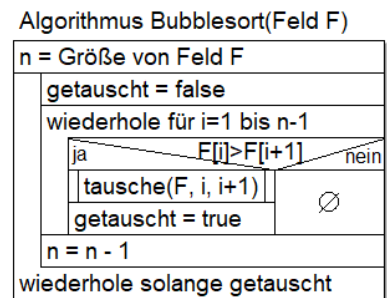 Algorithmus Bubblesort(Feld F)
n = Größe von Feld F
getauscht = false
wiederhole für i=1 bis n-1
ja F[i]>F[i+1] nein
tausche(F, i, i+1)
∅
getauscht = true
n = n - 1
wiederhole solange getauscht